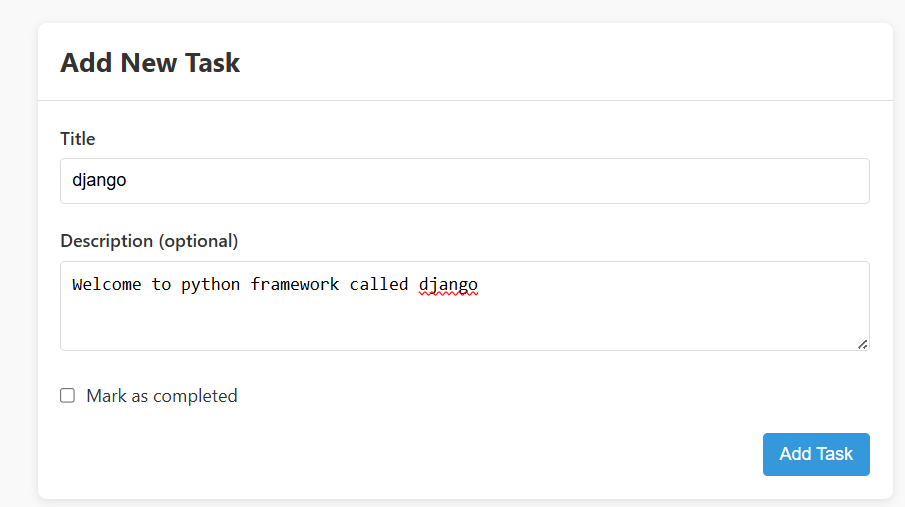 Add New Task
Title
django
Description (optional)
Welcome to python framework called django
Mark as completed
Add Task